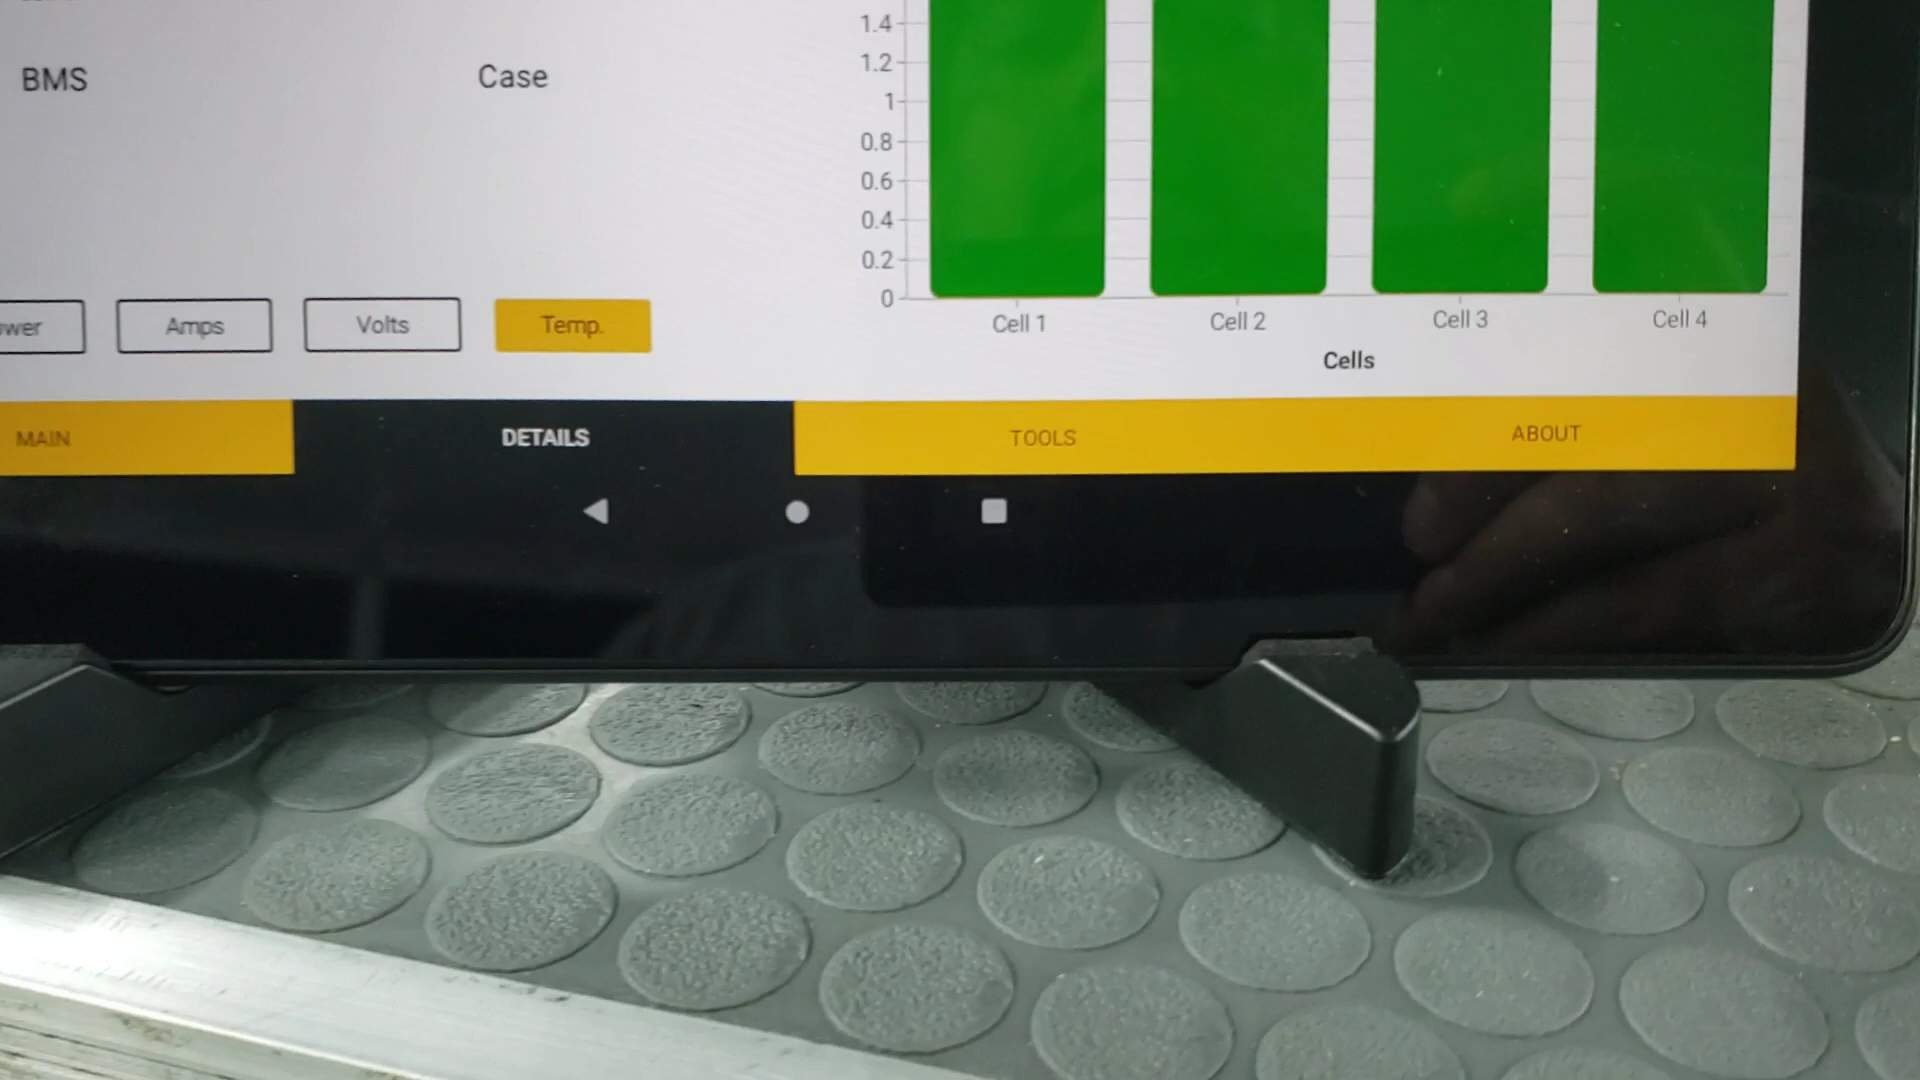 BMS
Case
1.4
1.2
1
0.8
0.6
0.4
0.2
0
Cell 1
Cell 2
Cell 3
Cell 4
Cells
Amps
Volts
Temp.
MAIN
DETAILS
TOOLS
ABOUT